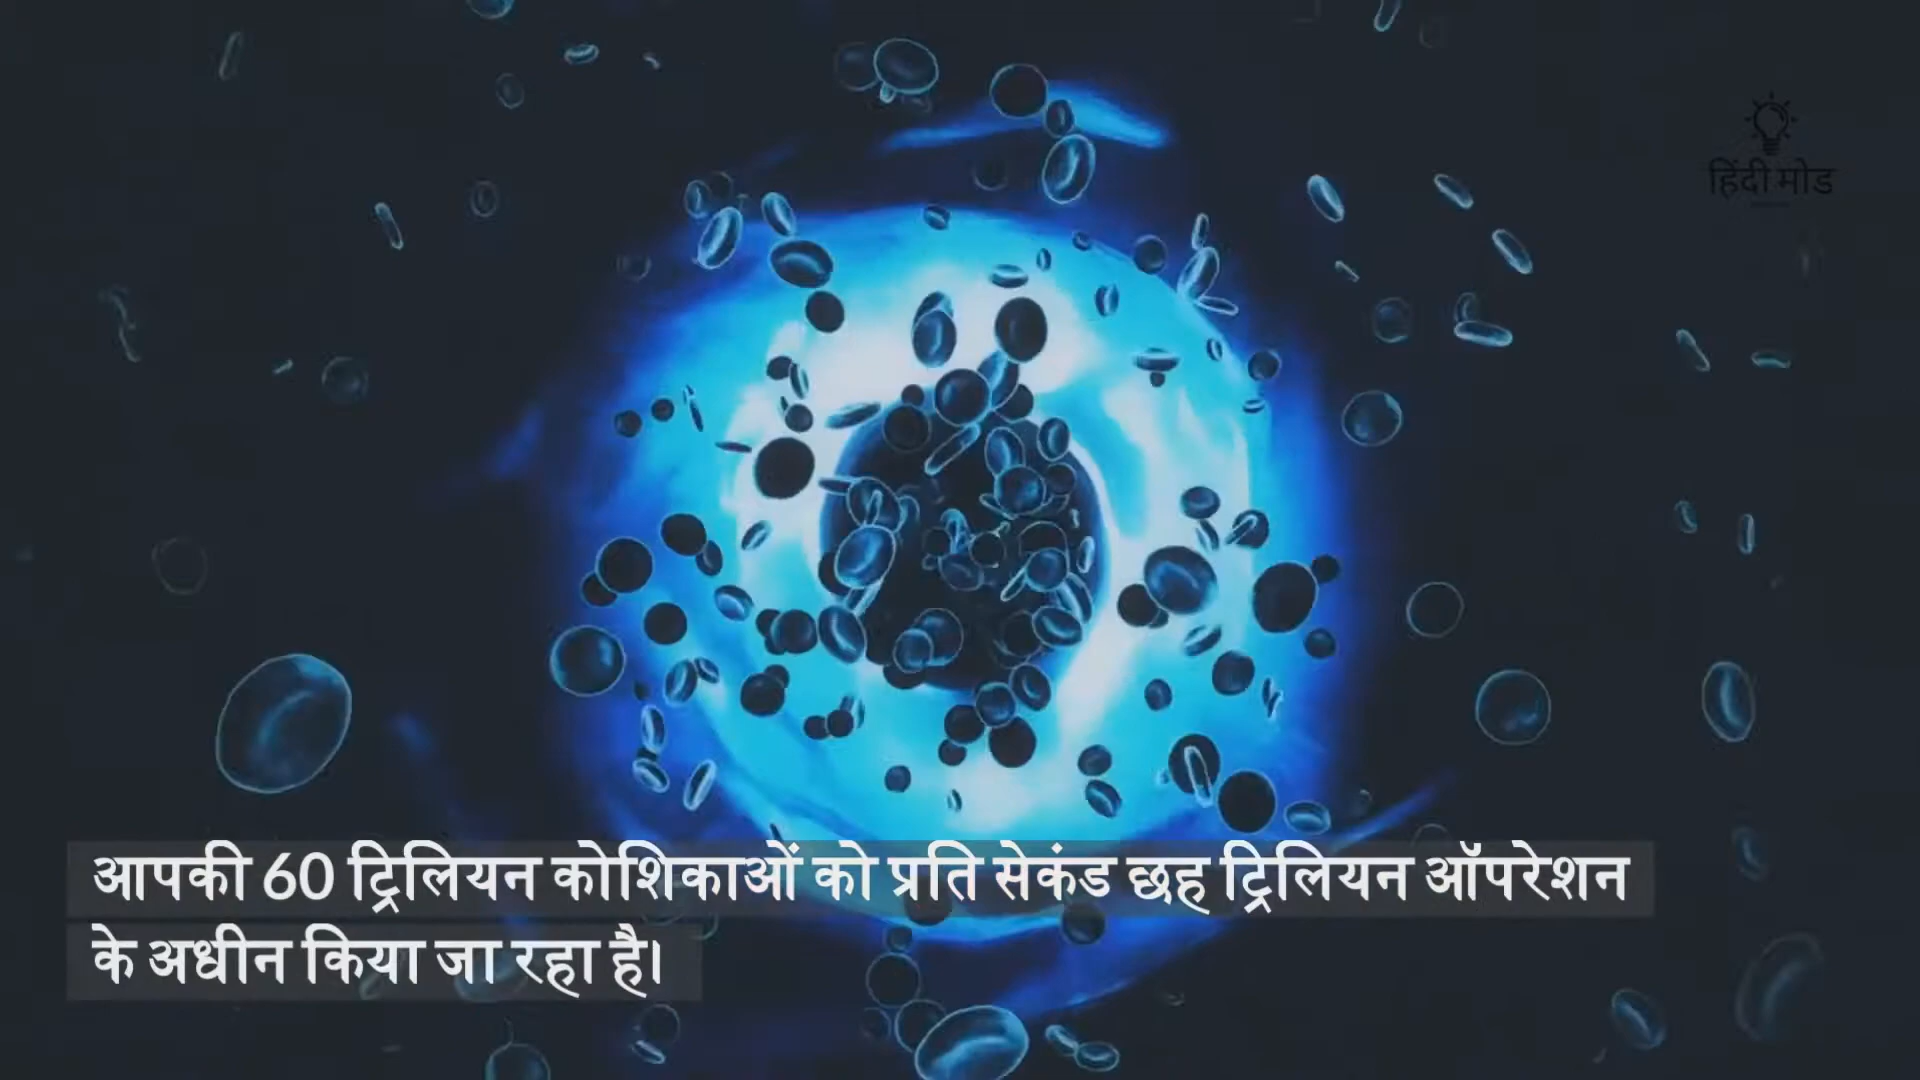 हिंदी मोड
आपकी 60 ट्रिलियन कोशिकाओं को प्रति सेकंड छह ट्रिलियन ऑपरेशन
के अधीन किया जा रहा है।